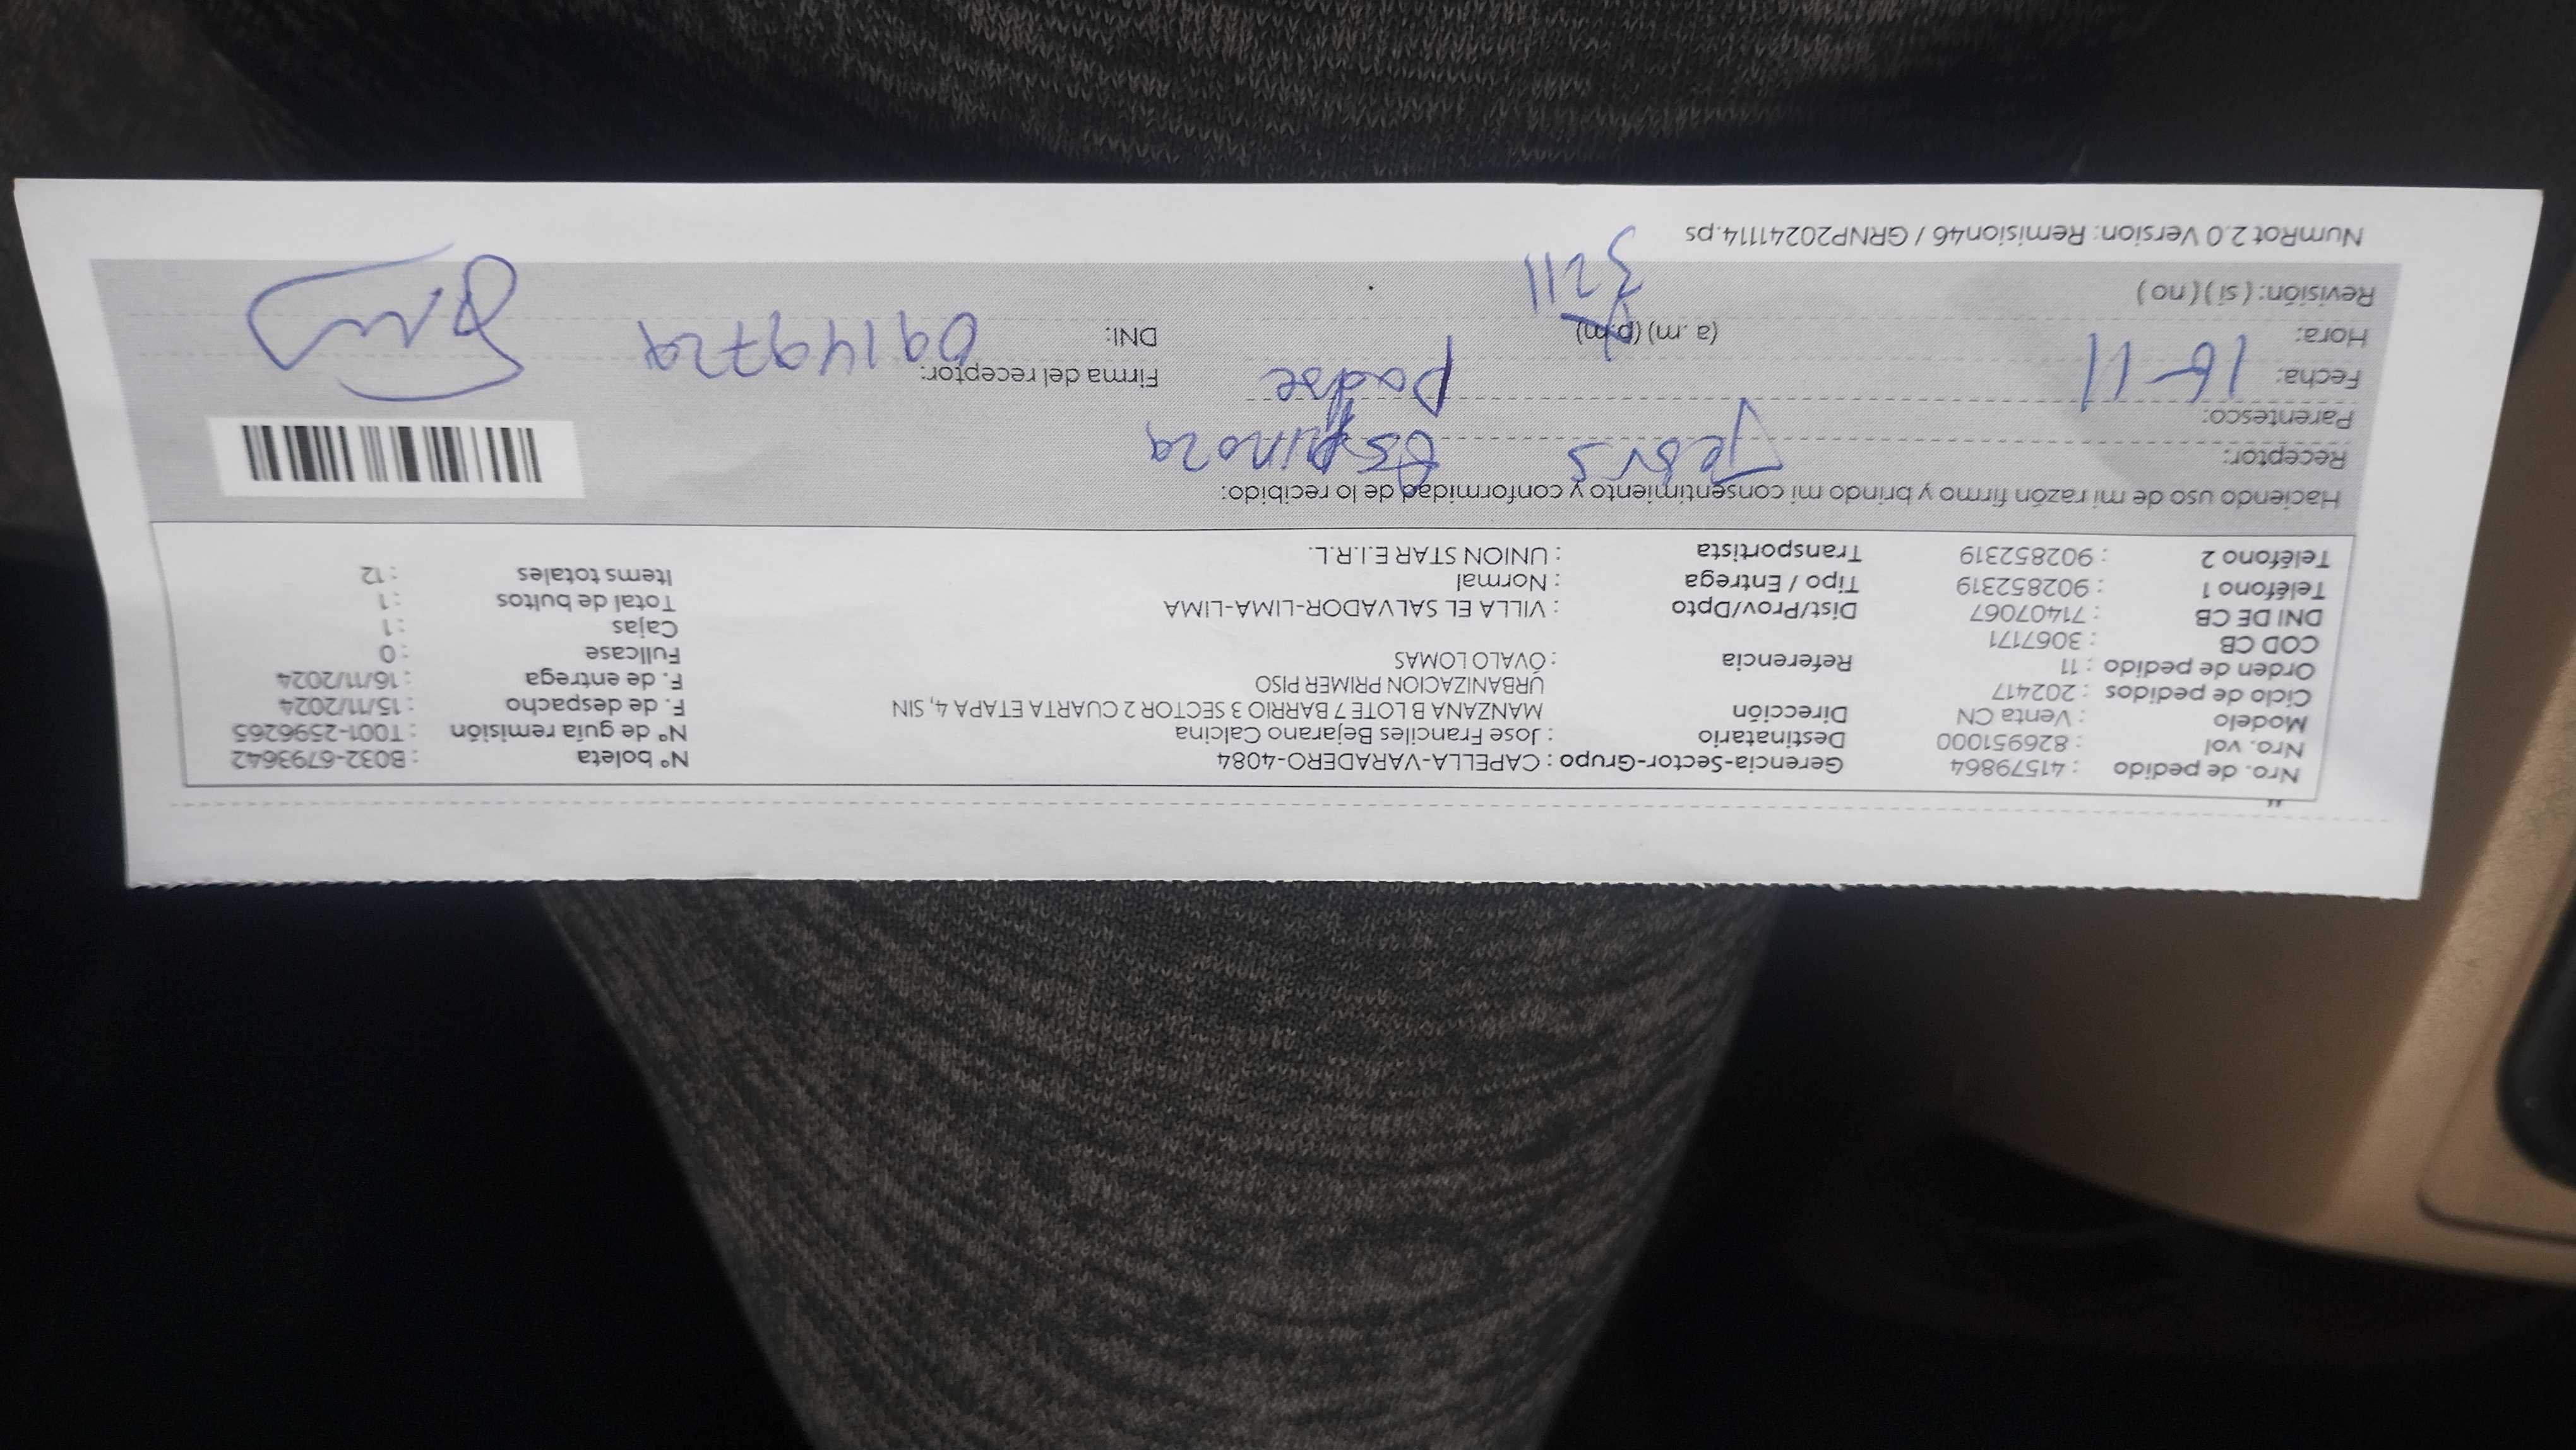 Nro. de pedido : 41579864 Gerencia-Sector-Grupo : CAPELLA-VARADERO-4084 N° boleta : B032-6793642
Nro. vol : 826951000 Destinatario : Jose Franciles Bejarano Calcina N° de guía remisión : T001-2596265
Modelo : Venta CN Dirección MANZANA B LOTE 7 BARRIO 3 SECTOR 2 CUARTA ETAPA 4, SIN F. de despacho : 15/11/2024
Ciclo de pedidos : 202417 URBANIZACION PRIMER PISO F. de entrega : 16/11/2024
Orden de pedido : 11 Referencia : ÓVALO LOMAS Fullcase : 0
COD CB : 3067171 Cajas : 1
DNI DE CB : 71407067 Dist/Prov/Dpto : VILLA EL SALVADOR-LIMA-LIMA Total de bultos : 1
Teléfono 1 : 902852319 Tipo / Entrega : Normal Items totales : 12
Teléfono 2 : 902852319 Transportista : UNION STAR E.I.R.L.
Haciendo uso de mi razón firmo y brindo mi consentimiento y conformidad de lo recibido:
Receptor: Jesus Espinoza
Parentesco: Padre
Fecha: 16-11 Firma del receptor:
Hora: (a. m) (p.m) DNI: 09149729
Revisión: ( si ) ( no )
NumRot 2.0 Version: Remision46 / GRNP20241114.ps